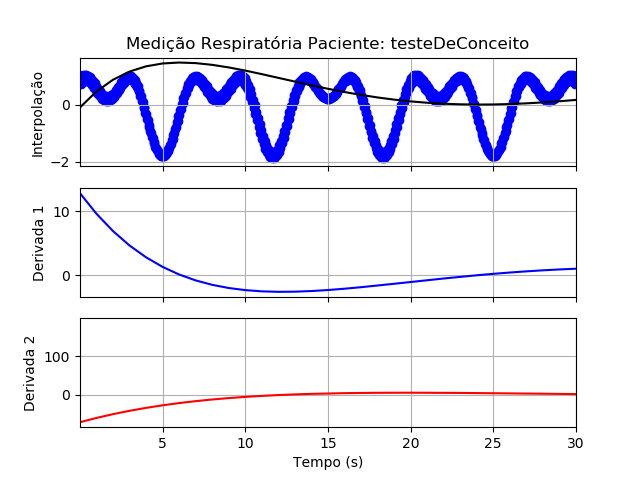 Medição Respiratória Paciente: testeDeConceito
Interpolação
0
−2
Derivada 1
10
0
Derivada 2
100
0
5
10
15
20
25
30
Tempo (s)